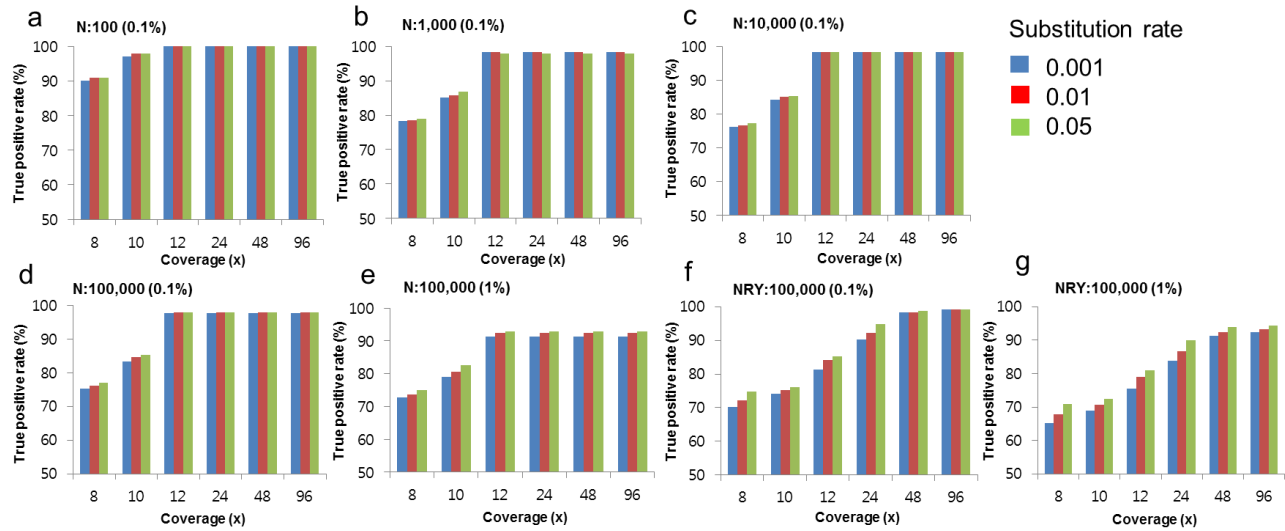 a
N:100 (0.1%)
True positive rate (%)
100
90
80
70
60
50
8 10 12 24 48 96
Coverage (x)
b
N:1,000 (0.1%)
True positive rate (%)
100
90
80
70
60
50
8 10 12 24 48 96
Coverage (x)
c
N:10,000 (0.1%)
True positive rate (%)
100
90
80
70
60
50
8 10 12 24 48 96
Coverage (x)
Substitution rate
0.001
0.01
0.05
d
N:100,000 (0.1%)
True positive rate (%)
100
90
80
70
60
50
8 10 12 24 48 96
Coverage (x)
e
N:100,000 (1%)
True positive rate (%)
100
90
80
70
60
50
8 10 12 24 48 96
Coverage (x)
f
NRY:100,000 (0.1%)
True positive rate (%)
100
90
80
70
60
50
8 10 12 24 48 96
Coverage (x)
g
NRY:100,000 (1%)
True positive rate (%)
100
90
80
70
60
50
8 10 12 24 48 96
Coverage (x)